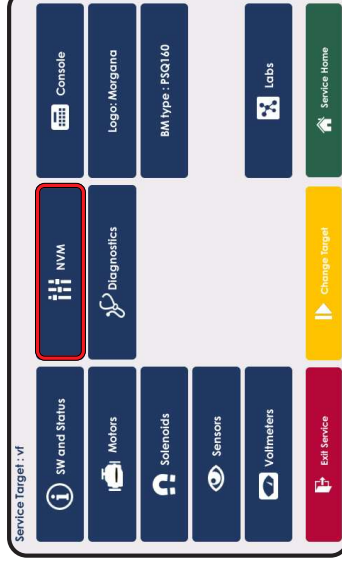 Service Target : vf
SW and Status
NVM
Console
Motors
Diagnostics
Logo: Morgana
Solenoids
BM type : PSQ160
Sensors
Voltmeters
Labs
Exit Service
Change Target
Service Home